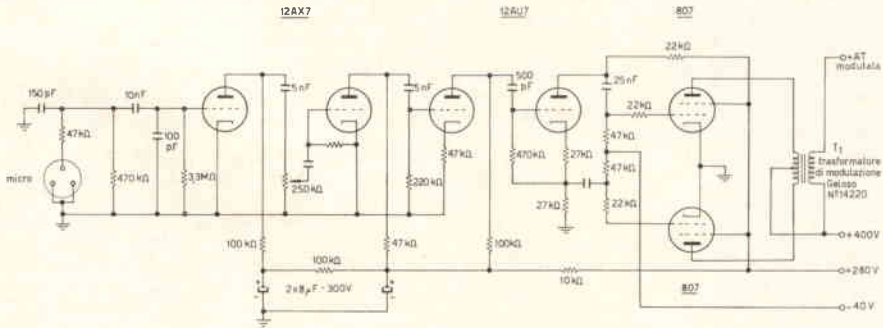 12AX7
12AU7
807
22kΩ
+AT
modulata
150pF
10nF
5nF
5nF
500
pF
25nF
22kΩ
47kΩ
100
pF
47kΩ
T1
trasformatore
di modulazione
Geloso
N°14220
micro
470kΩ
3,3MΩ
250kΩ
220kΩ
47kΩ
470kΩ
27kΩ
47kΩ
27kΩ
22kΩ
+400V
100kΩ
47kΩ
100kΩ
100kΩ
10kΩ
+280V
2x8µF-300V
807
-40V